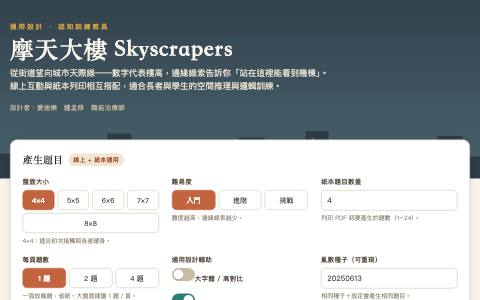 通用設計 · 認知訓練教具
摩天大樓 Skyscrapers
從街道望向城市天際線——數字代表樓高，邊緣線索告訴你「站在這裡能看到幾棟」。
線上互動與紙本列印相互搭配，適合長者與學生的空間推理與邏輯訓練。
設計者：愛迪樂 鍾孟修 職能治療師
產生題目 線上 + 紙本適用
盤面大小 難易度 紙本題目數量
4x4 5x5 6x6 7x7 入門 進階 挑戰 4
8x8 難度越高，邊緣線索越少。 列印 PDF 時要產生的題數（1–24）。
4x4：適合初次接觸與長者暖身。
每頁題數 通用設計輔助 亂數種子（可重現）
1 題 2 題 4 題 大字體 / 高對比 20250613
一頁放幾題，省紙，大盤面建議 1 題 / 頁。 相同種子+設定會產生相同題目。